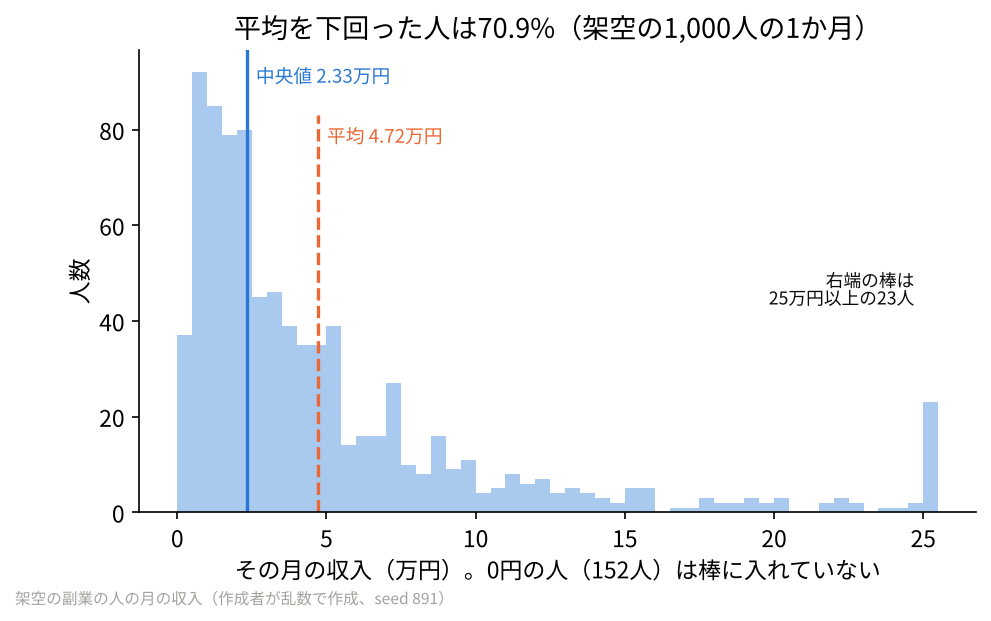 平均を下回った人は70.9%（架空の1,000人の1か月）
中央値 2.33万円
平均 4.72万円
右端の棒は
25万円以上の23人
人数
80
60
40
20
0
0 5 10 15 20 25
その月の収入（万円）。0円の人（152人）は棒に入れていない
架空の副業の人の月の収入（作成者が乱数で作成、seed 891）